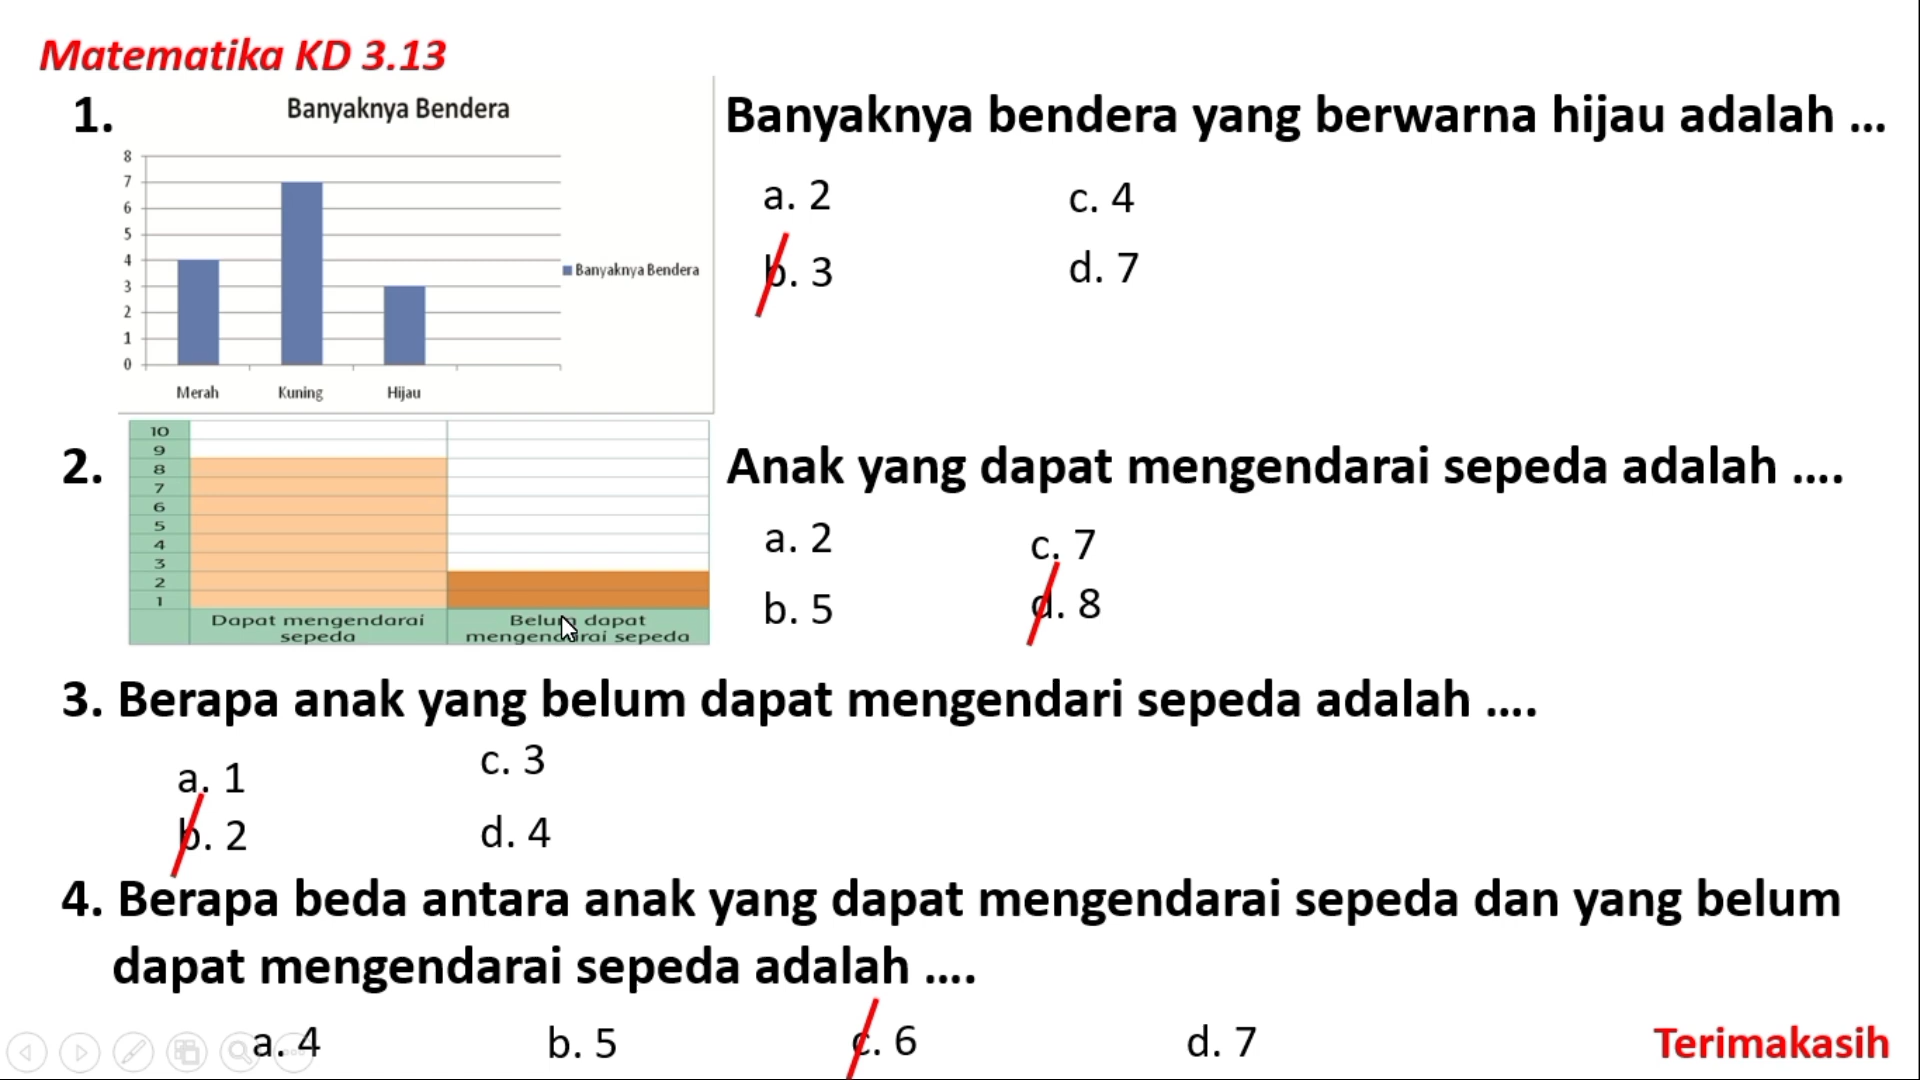 Matematika KD 3.13
1.
Banyaknya Bendera
8
7
6
5
4
3
2
1
0
Merah Kuning Hijau
Banyaknya Bendera
Banyaknya bendera yang berwarna hijau adalah ...
a. 2 c. 4
b. 3 d. 7
2.
10
9
8
7
6
5
4
3
2
1
Dapat mengendarai sepeda
Belum dapat mengendarai sepeda
Anak yang dapat mengendarai sepeda adalah ....
a. 2 c. 7
b. 5 d. 8
3. Berapa anak yang belum dapat mengendari sepeda adalah ....
a. 1 c. 3
b. 2 d. 4
4. Berapa beda antara anak yang dapat mengendarai sepeda dan yang belum
dapat mengendarai sepeda adalah ....
a. 4 b. 5 c. 6 d. 7
Terimakasih